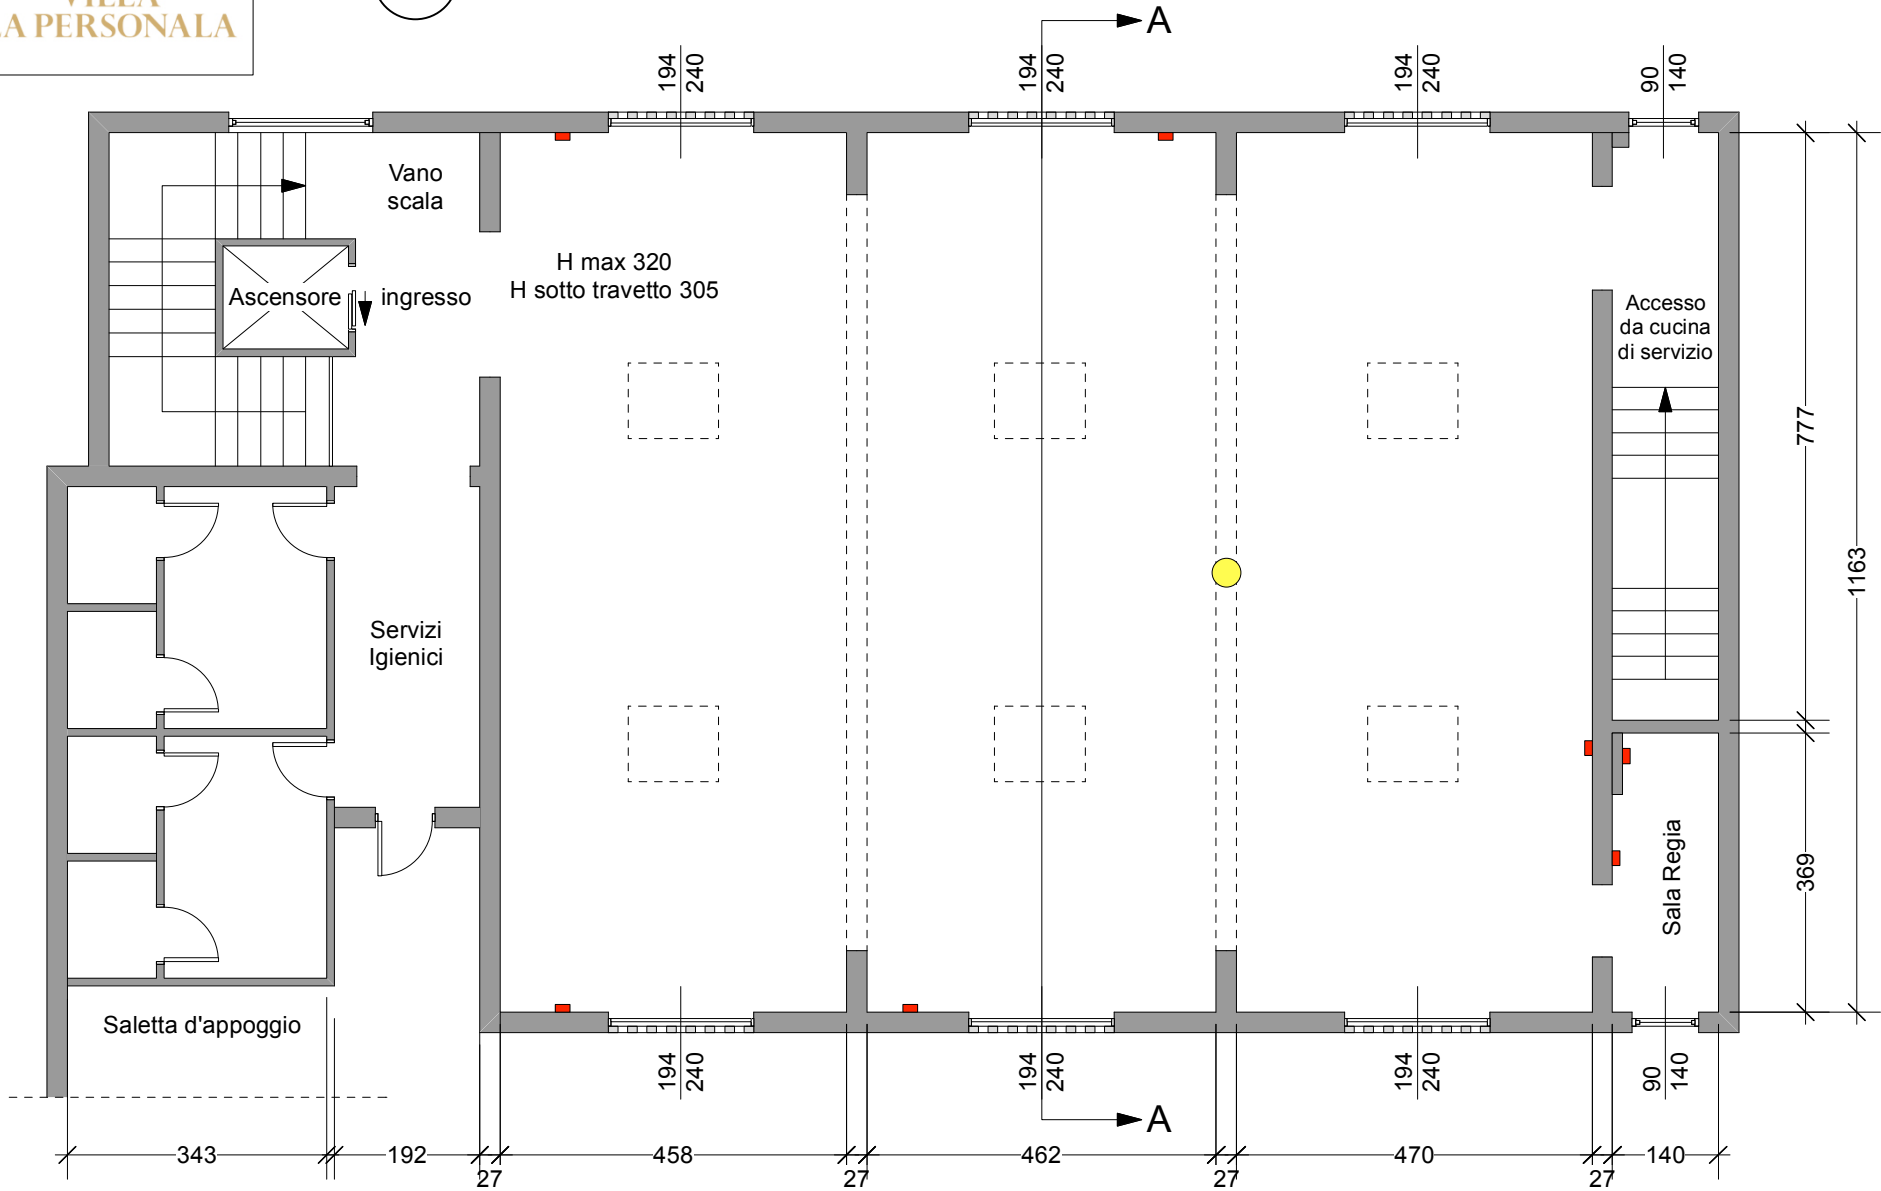 VILLA
LA PERSONALA
A
194
240
194
240
194
240
90
140
Vano
scala
H max 320
H sotto travetto 305
Ascensore
ingresso
Accesso
da cucina
di servizio
777
1163
Servizi
Igienici
369
Sala Regia
Saletta d'appoggio
194
240
194
240
194
240
90
140
A
343
192
27
458
27
462
27
470
27
140